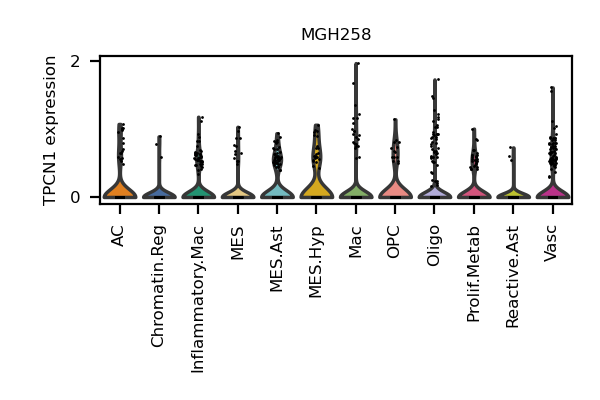 MGH258
TPCN1 expression
2
0
AC
Chromatin.Reg
Inflammatory.Mac
MES
MES.Ast
MES.Hyp
Mac
OPC
Oligo
Prolif.Metab
Reactive.Ast
Vasc